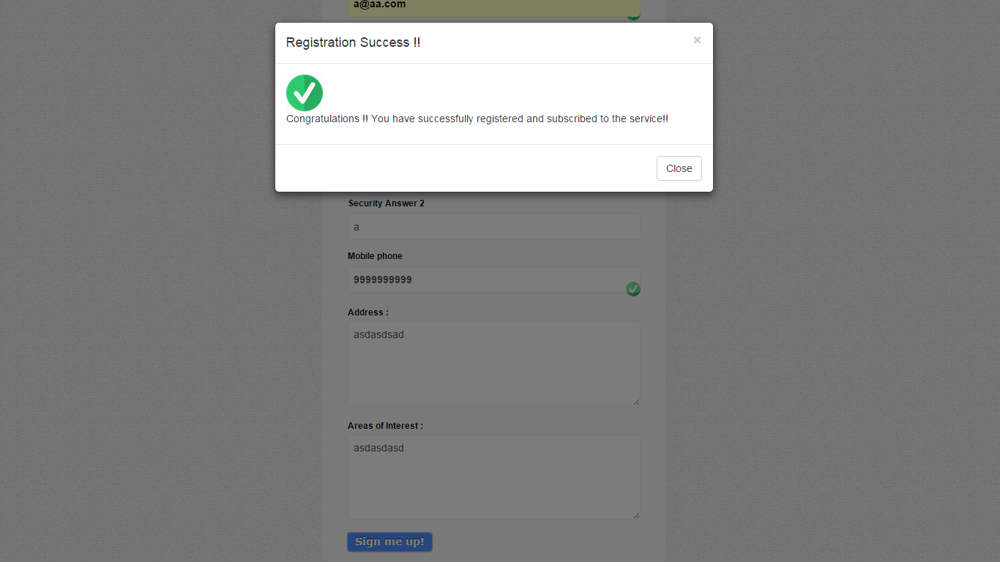 a@aa.com
Registration Success !!
×
Congratulations !! You have successfully registered and subscribed to the service!!
Close
Security Answer 2
a
Mobile phone
9999999999
Address :
asdasdsad
Areas of Interest :
asdasdasd
Sign me up!